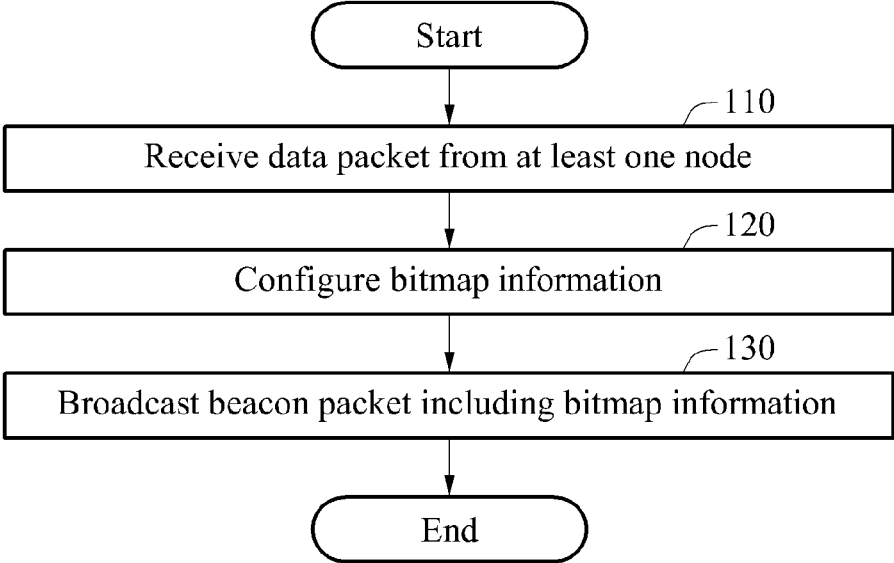 Start
110
Receive data packet from at least one node
120
Configure bitmap information
130
Broadcast beacon packet including bitmap information
End